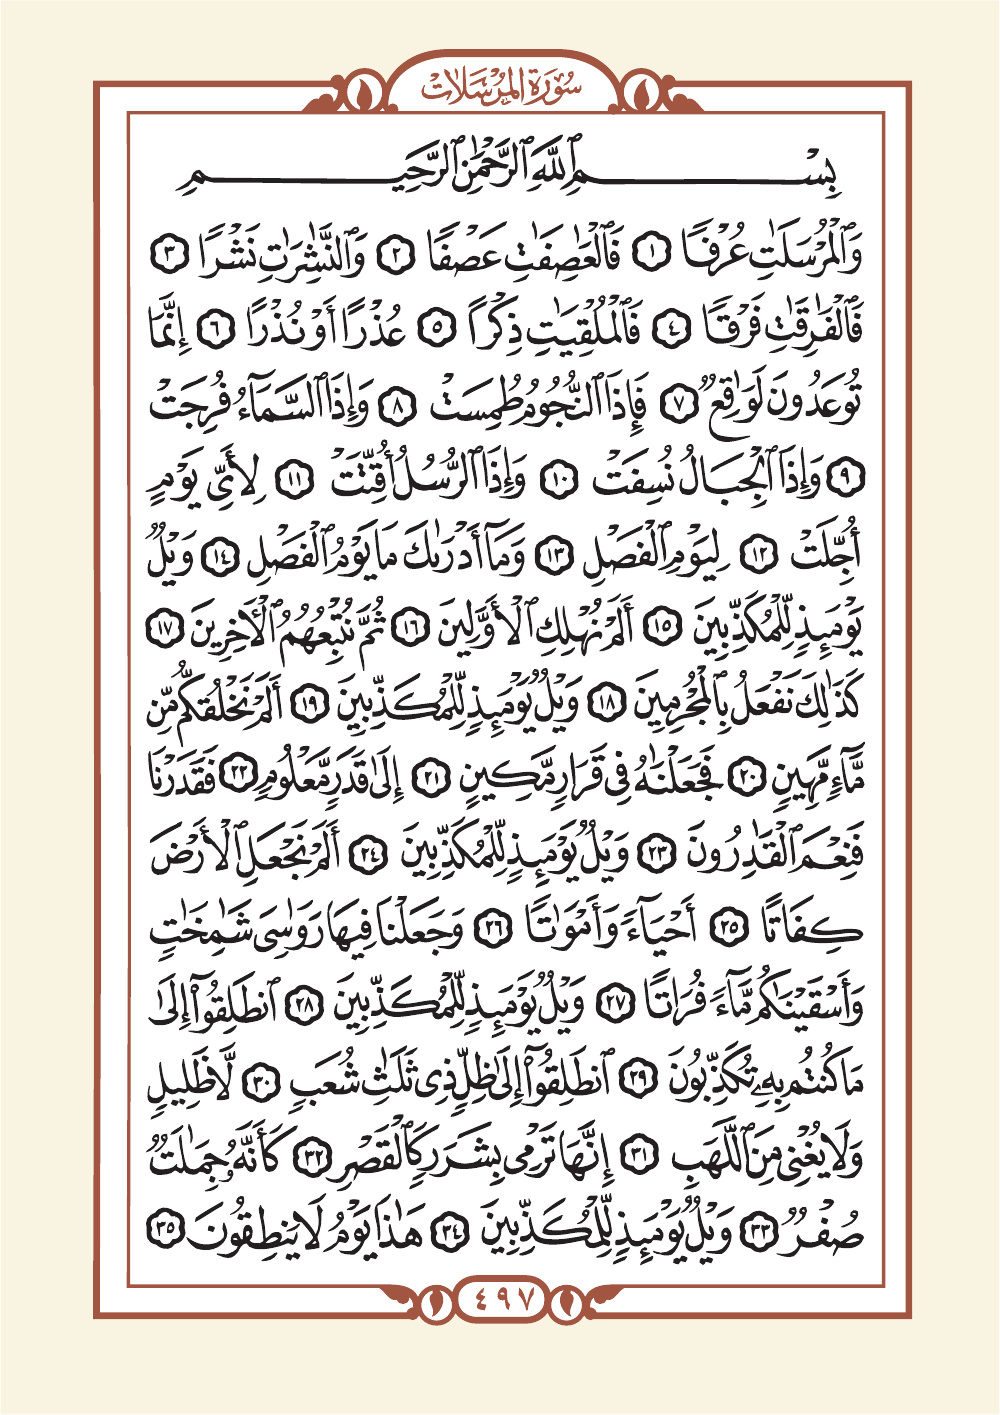 سُورَةُ المُرْسَلَات
بِسْمِ ٱللَّهِ ٱلرَّحْمَٰنِ ٱلرَّحِيمِ
وَٱلْمُرْسَلَٰتِ عُرْفًا ١ فَٱلْعَٰصِفَٰتِ عَصْفًا ٢ وَٱلنَّٰشِرَٰتِ نَشْرًا ٣
فَٱلْفَٰرِقَٰتِ فَرْقًا ٤ فَٱلْمُلْقِيَٰتِ ذِكْرًا ٥ عُذْرًا أَوْ نُذْرًا ٦ إِنَّمَا
تُوعَدُونَ لَوَٰقِعٌ ٧ فَإِذَا ٱلنُّجُومُ طُمِسَتْ ٨ وَإِذَا ٱلسَّمَآءُ فُرِجَتْ
٩ وَإِذَا ٱلْجِبَالُ نُسِفَتْ ١٠ وَإِذَا ٱلرُّسُلُ أُقِّتَتْ ١١ لِأَىِّ يَوْمٍ
أُجِّلَتْ ١٢ لِيَوْمِ ٱلْفَصْلِ ١٣ وَمَآ أَدْرَىٰكَ مَا يَوْمُ ٱلْفَصْلِ ١٤ وَيْلٌ
يَوْمَئِذٍ لِّلْمُكَذِّبِينَ ١٥ أَلَمْ نُهْلِكِ ٱلْأَوَّلِينَ ١٦ ثُمَّ نُتْبِعُهُمُ ٱلْأَخِرِينَ ١٧
كَذَٰلِكَ نَفْعَلُ بِٱلْمُجْرِمِينَ ١٨ وَيْلٌ يَوْمَئِذٍ لِّلْمُكَذِّبِينَ ١٩ أَلَمْ نَخْلُقكُّم مِّن
مَّآءٍ مَّهِينٍ ٢٠ فَجَعَلْنَٰهُ فِى قَرَارٍ مَّكِينٍ ٢١ إِلَىٰ قَدَرٍ مَّعْلُومٍ ٢٢ فَقَدَرْنَا
فَنِعْمَ ٱلْقَٰدِرُونَ ٢٣ وَيْلٌ يَوْمَئِذٍ لِّلْمُكَذِّبِينَ ٢٤ أَلَمْ نَجْعَلِ ٱلْأَرْضَ
كِفَاتًا ٢٥ أَحْيَآءً وَأَمْوَٰتًا ٢٦ وَجَعَلْنَا فِيهَا رَوَٰسِىَ شَٰمِخَٰتٍ
وَأَسْقَيْنَٰكُم مَّآءً فُرَاتًا ٢٧ وَيْلٌ يَوْمَئِذٍ لِّلْمُكَذِّبِينَ ٢٨ ٱنطَلِقُوٓا۟ إِلَىٰ
مَا كُنتُم بِهِۦ تُكَذِّبُونَ ٢٩ ٱنطَلِقُوٓا۟ إِلَىٰ ظِلٍّ ذِى ثَلَٰثِ شُعَبٍ ٣٠ لَّا ظَلِيلٍ
وَلَا يُغْنِى مِنَ ٱللَّهَبِ ٣١ إِنَّهَا تَرْمِى بِشَرَرٍ كَٱلْقَصْرِ ٣٢ كَأَنَّهُۥ جِمَٰلَتٌ
صُفْرٌ ٣٣ وَيْلٌ يَوْمَئِذٍ لِّلْمُكَذِّبِينَ ٣٤ هَٰذَا يَوْمُ لَا يَنطِقُونَ ٣٥
٤٩٧